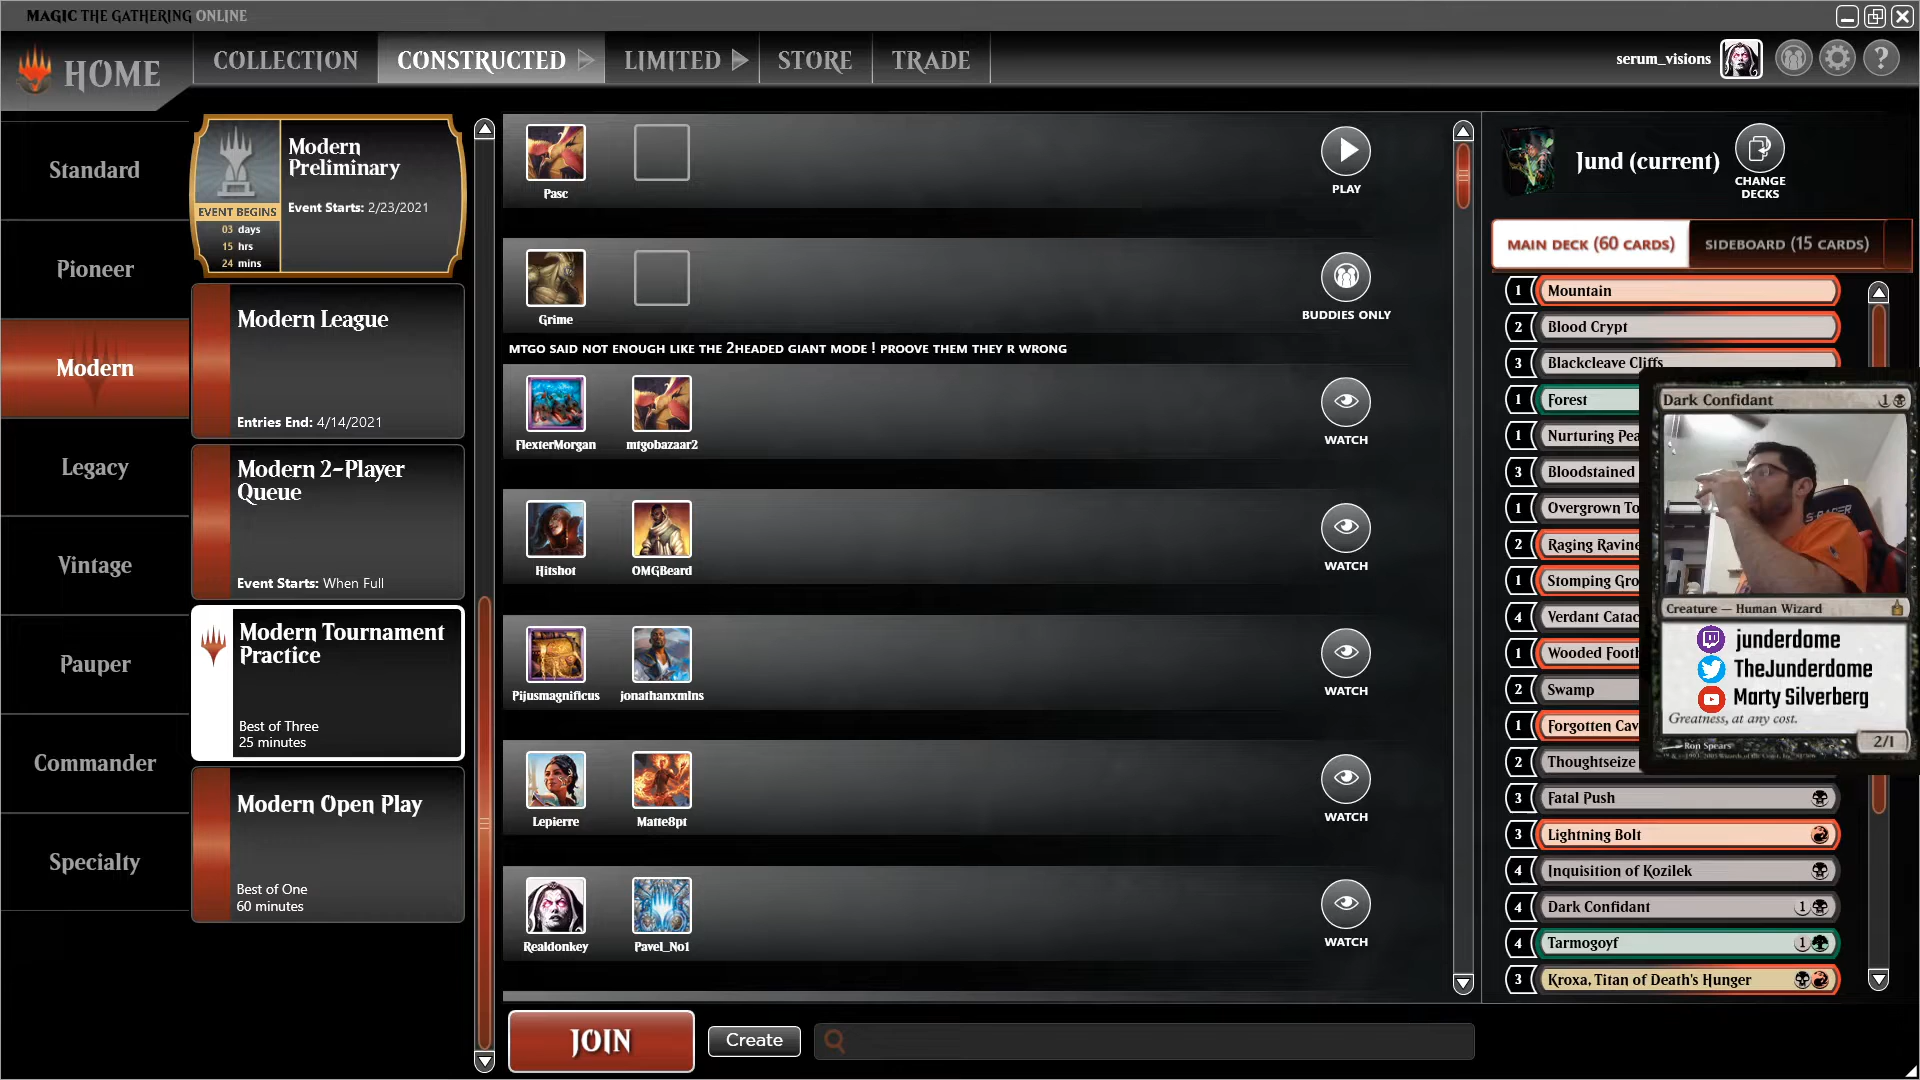 MAGIC THE GATHERING ONLINE
HOME
COLLECTION
CONSTRUCTED
LIMITED
STORE
TRADE
serum_visions
?
Standard
Pioneer
Modern
Legacy
Vintage
Pauper
Commander
Specialty
Modern
Preliminary
Event Starts: 2/23/2021
EVENT BEGINS
03 days
15 hrs
24 mins
Modern League
Entries End: 4/14/2021
Modern 2-Player
Queue
Event Starts: When Full
Modern Tournament
Practice
Best of Three
25 minutes
Modern Open Play
Best of One
60 minutes
Pasc
PLAY
Grime
BUDDIES ONLY
MTGO SAID NOT ENOUGH LIKE THE 2HEADED GIANT MODE ! PROOVE THEM THEY R WRONG
FlexterMorgan
mtgobazaar2
WATCH
Hitshot
OMGBeard
WATCH
Pijusmagnificus
jonathanxmlns
WATCH
Lepierre
Matte8pt
WATCH
Realdonkey
Pavel_No1
WATCH
JOIN
Create
Jund (current)
CHANGE
DECKS
MAIN DECK (60 CARDS)
SIDEBOARD (15 CARDS)
1 Mountain
2 Blood Crypt
3 Blackcleave Cliffs
1 Forest
1 Nurturing Pea
3 Bloodstained
1 Overgrown To
2 Raging Ravine
1 Stomping Gro
4 Verdant Catac
1 Wooded Footh
2 Swamp
1 Forgotten Cav
2 Thoughtseize
3 Fatal Push
3 Lightning Bolt
4 Inquisition of Kozilek
4 Dark Confidant 1
4 Tarmogoyf 1
3 Kroxa, Titan of Death's Hunger
Dark Confidant 1
S-RACER
Creature — Human Wizard
junderdome
TheJunderdome
Marty Silverberg
Greatness, at any cost.
Ron Spears
2/1